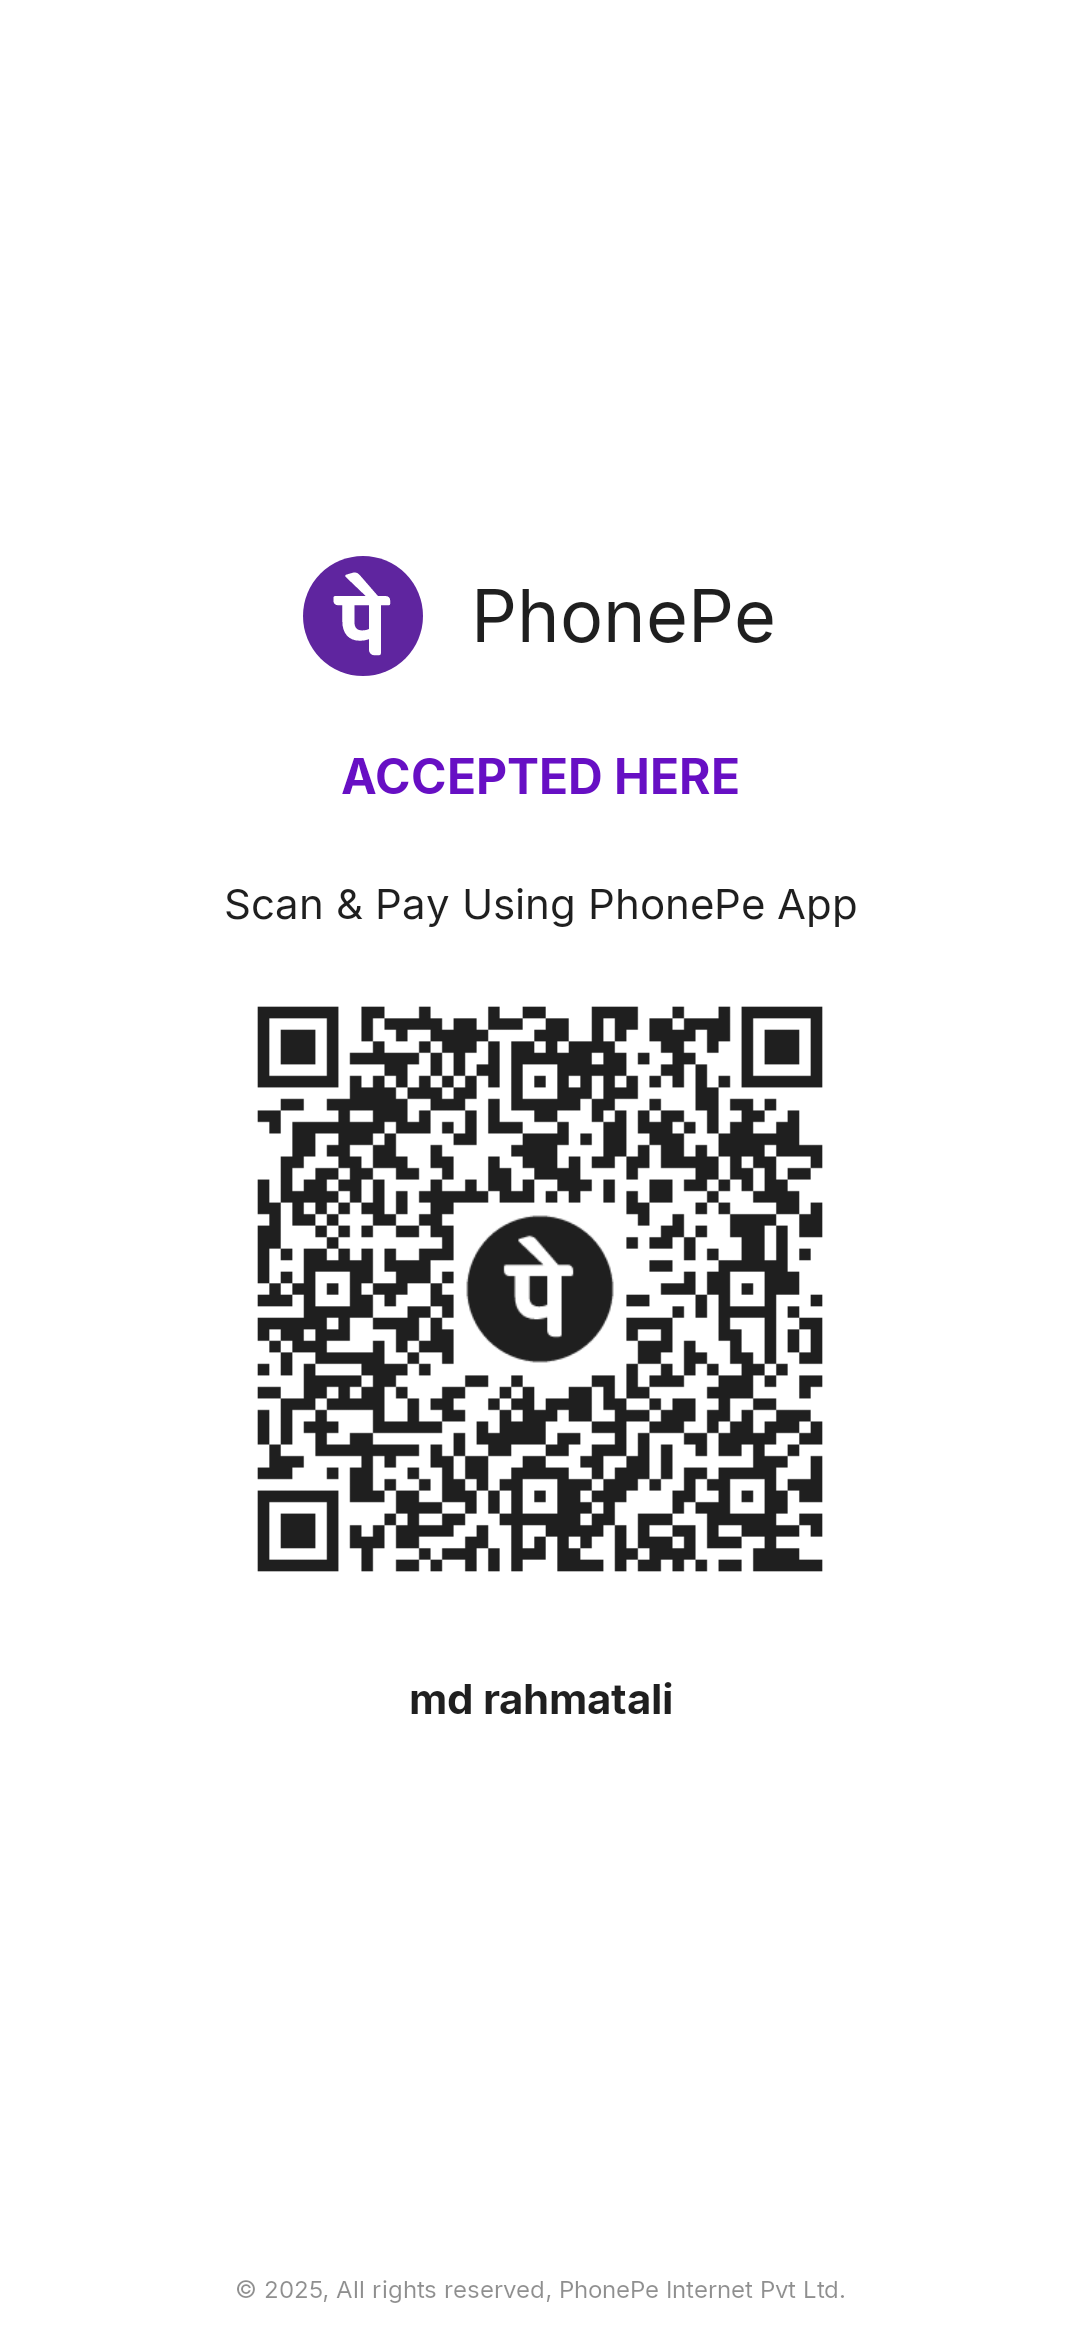 पे PhonePe
ACCEPTED HERE
Scan & Pay Using PhonePe App
पे
md rahmatali
© 2025, All rights reserved, PhonePe Internet Pvt Ltd.